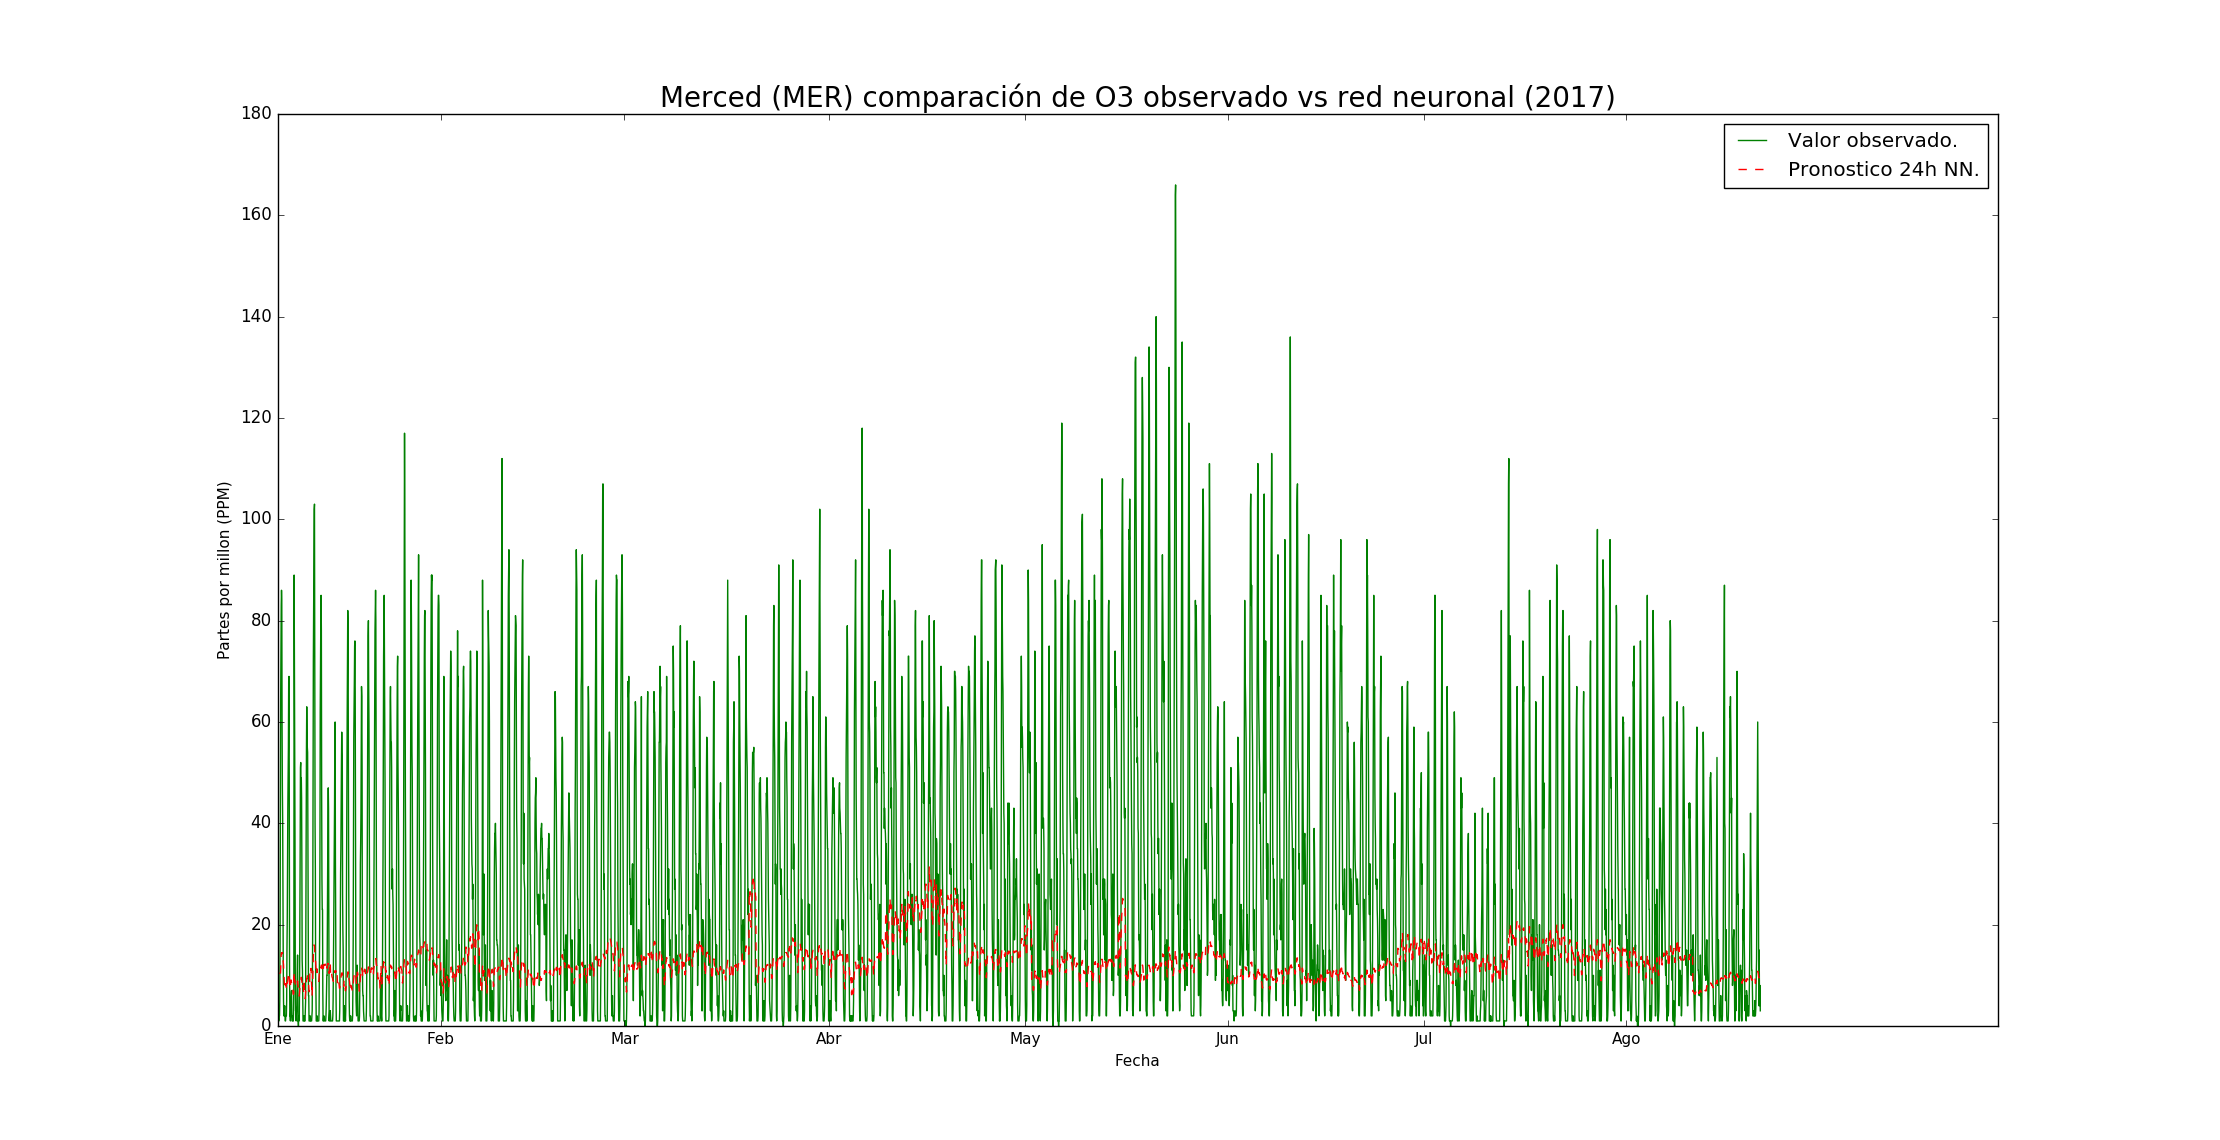 Merced (MER) comparación de O3 observado vs red neuronal (2017)
Valor observado.
Pronostico 24h NN.
Partes por millon (PPM)
180
160
140
120
100
80
60
40
20
0
Ene Feb Mar Abr May Jun Jul Ago
Fecha